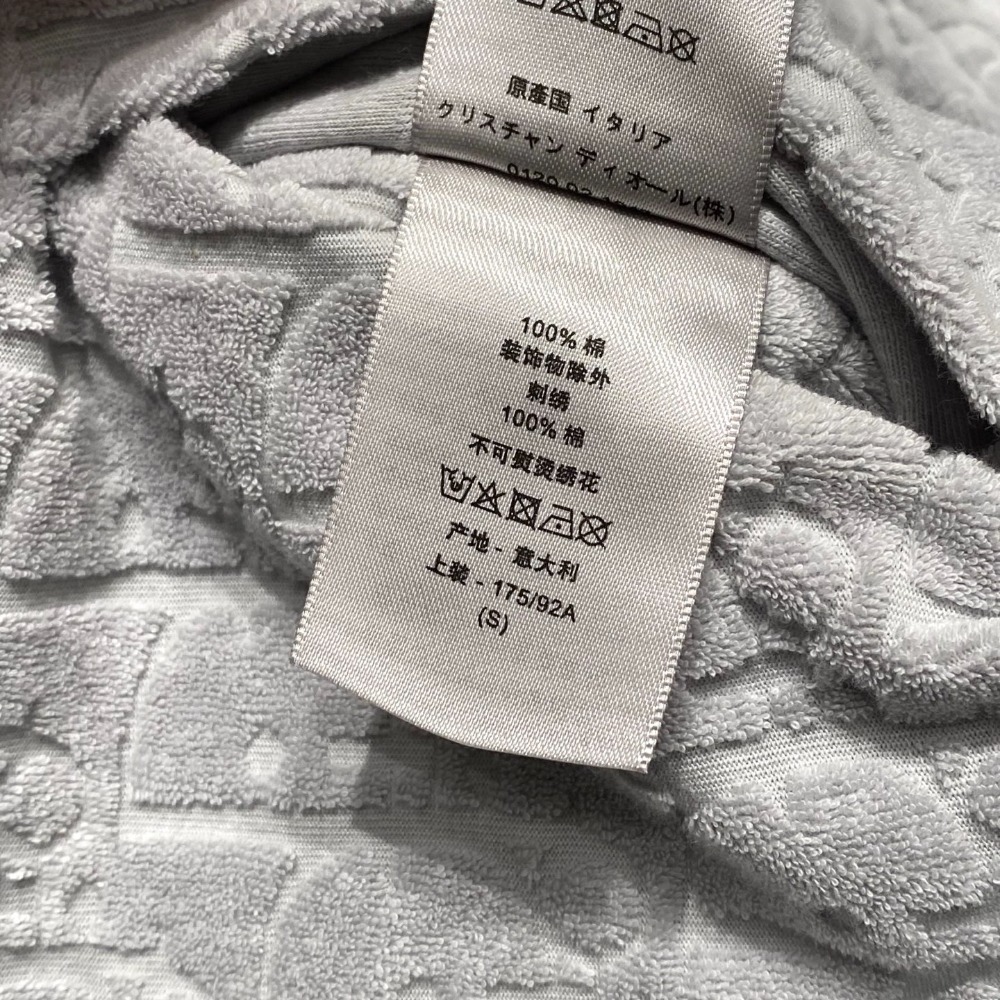 原産国 イタリア
クリスチャン ディオール(株)
100% 棉
装饰物除外
刺绣
100% 棉
不可熨烫绣花
产地 - 意大利
上装 - 175/92A
(S)